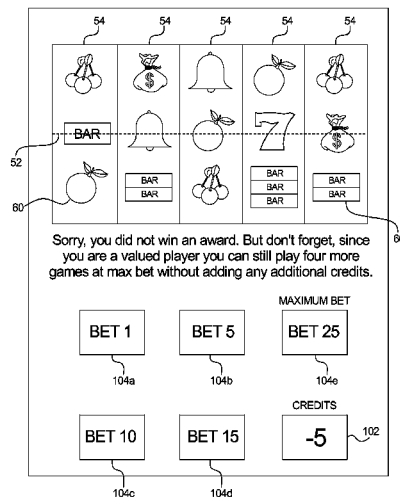 54 54 54 54 54
$
BAR 7
52
$
BAR BAR BAR
BAR BAR BAR
BAR
60
Sorry, you did not win an award. But don't forget, since
you are a valued player you can still play four more
games at max bet without adding any additional credits.
MAXIMUM BET
BET 1 BET 5 BET 25
104a 104b 104e
CREDITS
BET 10 BET 15 -5 102
104c 104d